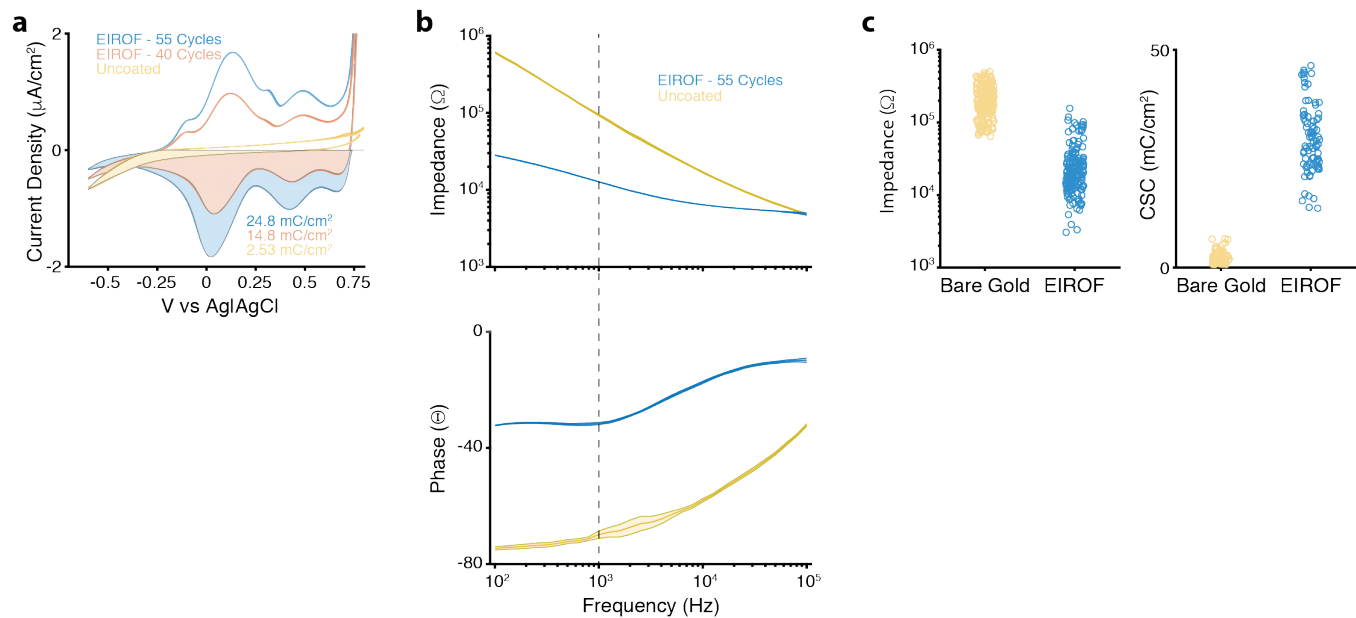 a
2
EIROF - 55 Cycles
EIROF - 40 Cycles
Uncoated
Current Density (μA/cm²)
0
24.8 mC/cm²
14.8 mC/cm²
2.53 mC/cm²
-2
-0.5 -0.25 0 0.25 0.5 0.75
V vs Ag|AgCl
b
10⁶
EIROF - 55 Cycles
Uncoated
10⁵
Impedance (Ω)
10⁴
10³
0
Phase (Θ)
-40
-80
10² 10³ 10⁴ 10⁵
Frequency (Hz)
c
10⁶
10⁵
Impedance (Ω)
10⁴
10³
Bare Gold EIROF
50
CSC (mC/cm²)
0
Bare Gold EIROF